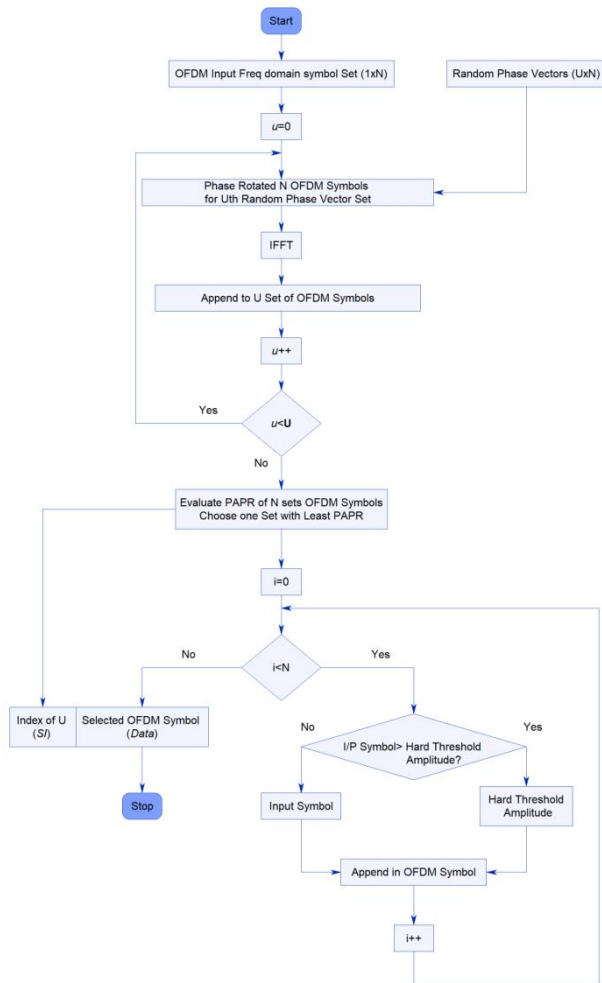 Start
OFDM Input Freq domain symbol Set (1xN)
Random Phase Vectors (UxN)
u=0
Phase Rotated N OFDM Symbols
for Uth Random Phase Vector Set
IFFT
Append to U Set of OFDM Symbols
u++
Yes
u<U
No
Evaluate PAPR of N sets OFDM Symbols
Choose one Set with Least PAPR
i=0
No
i<N
Yes
Index of U
(SI)
Selected OFDM Symbol
(Data)
No
I/P Symbol> Hard Threshold
Amplitude?
Yes
Stop
Input Symbol
Hard Threshold
Amplitude
Append in OFDM Symbol
i++